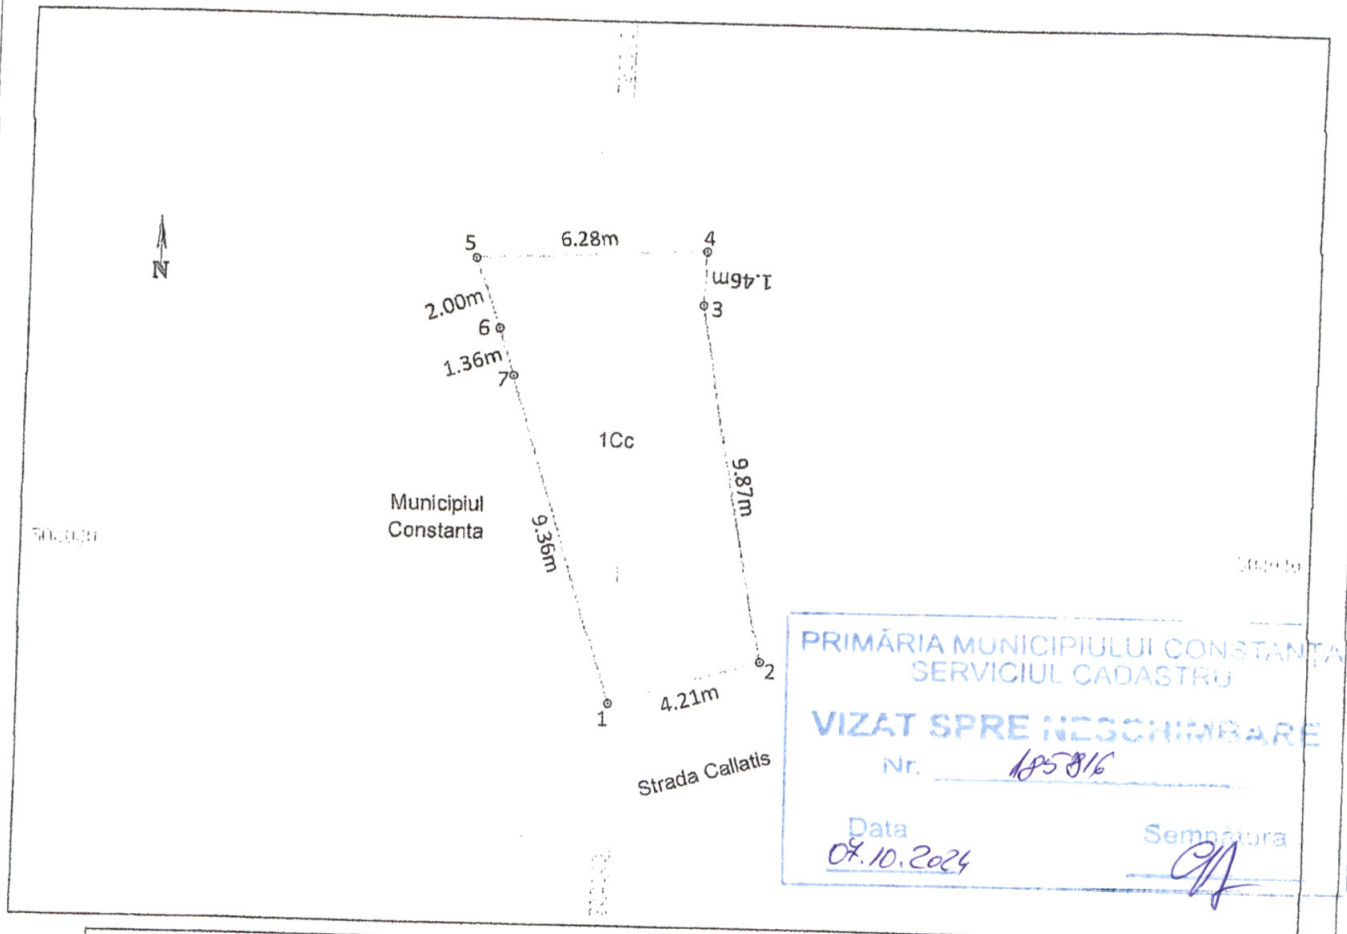 N
5
6.28m
4
1.46m
3
2.00m
6
1.36m
7
1Cc
9.87m
Municipiul
Constanta
9.36m
2
4.21m
1
Strada Callatis
PRIMĂRIA MUNICIPIULUI CONSTANȚA
SERVICIUL CADASTRU
VIZAT SPRE NESCHIMBARE
Nr. 185816
Data
Semnătura
07.10.2024